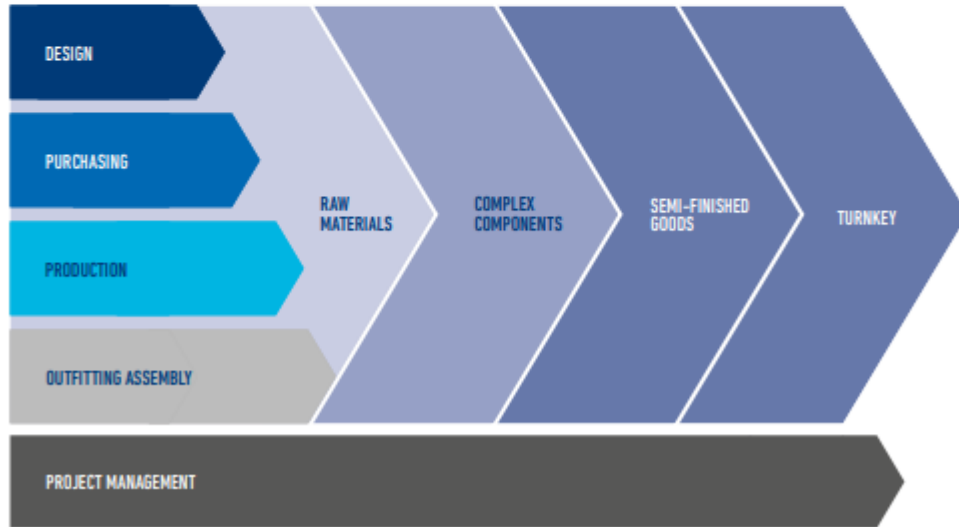 DESIGN
PURCHASING
PRODUCTION
OUTFITTING ASSEMBLY
RAW
MATERIALS
COMPLEX
COMPONENTS
SEMI-FINISHED
GOODS
TURNKEY
PROJECT MANAGEMENT